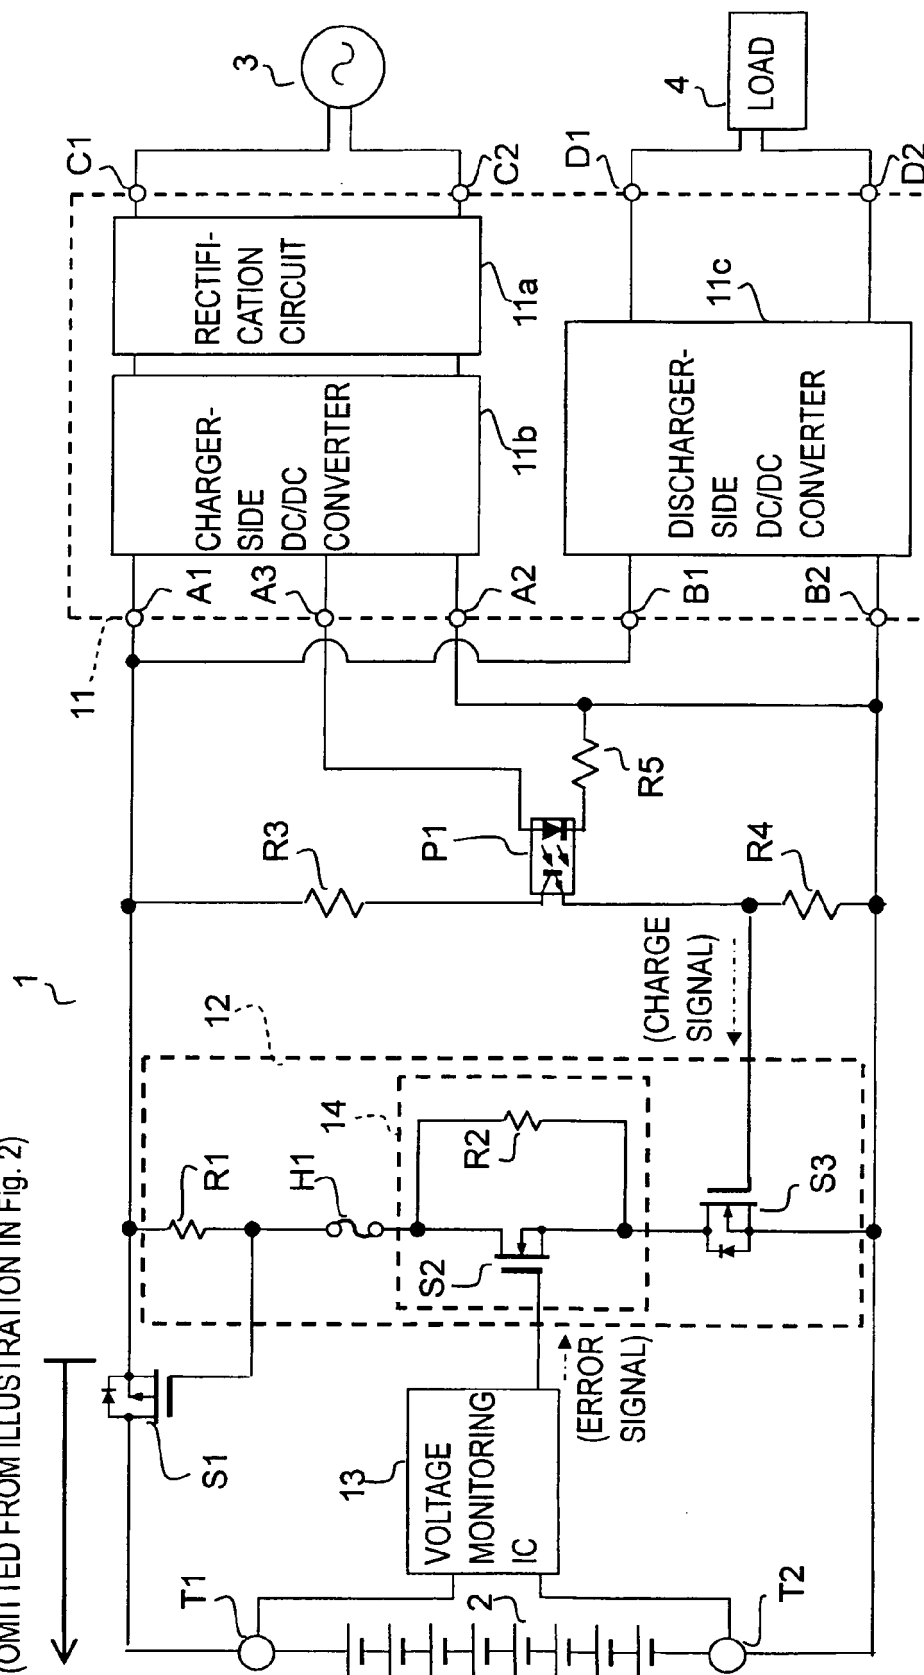 (OMITTED FROM ILLUSTRATION IN Fig. 2)
1
T1
S1
R1
12
H1
14
R2
S2
S3
13
VOLTAGE
MONITORING
IC
(ERROR
SIGNAL)
2
T2
(CHARGE
SIGNAL)
R3
P1
R4
R5
11
A1
A3
A2
B1
B2
CHARGER-
SIDE
DC/DC
CONVERTER
11b
RECTIFI-
CATION
CIRCUIT
11a
DISCHARGER-
SIDE
DC/DC
CONVERTER
11c
C1
C2
D1
D2
3
4
LOAD